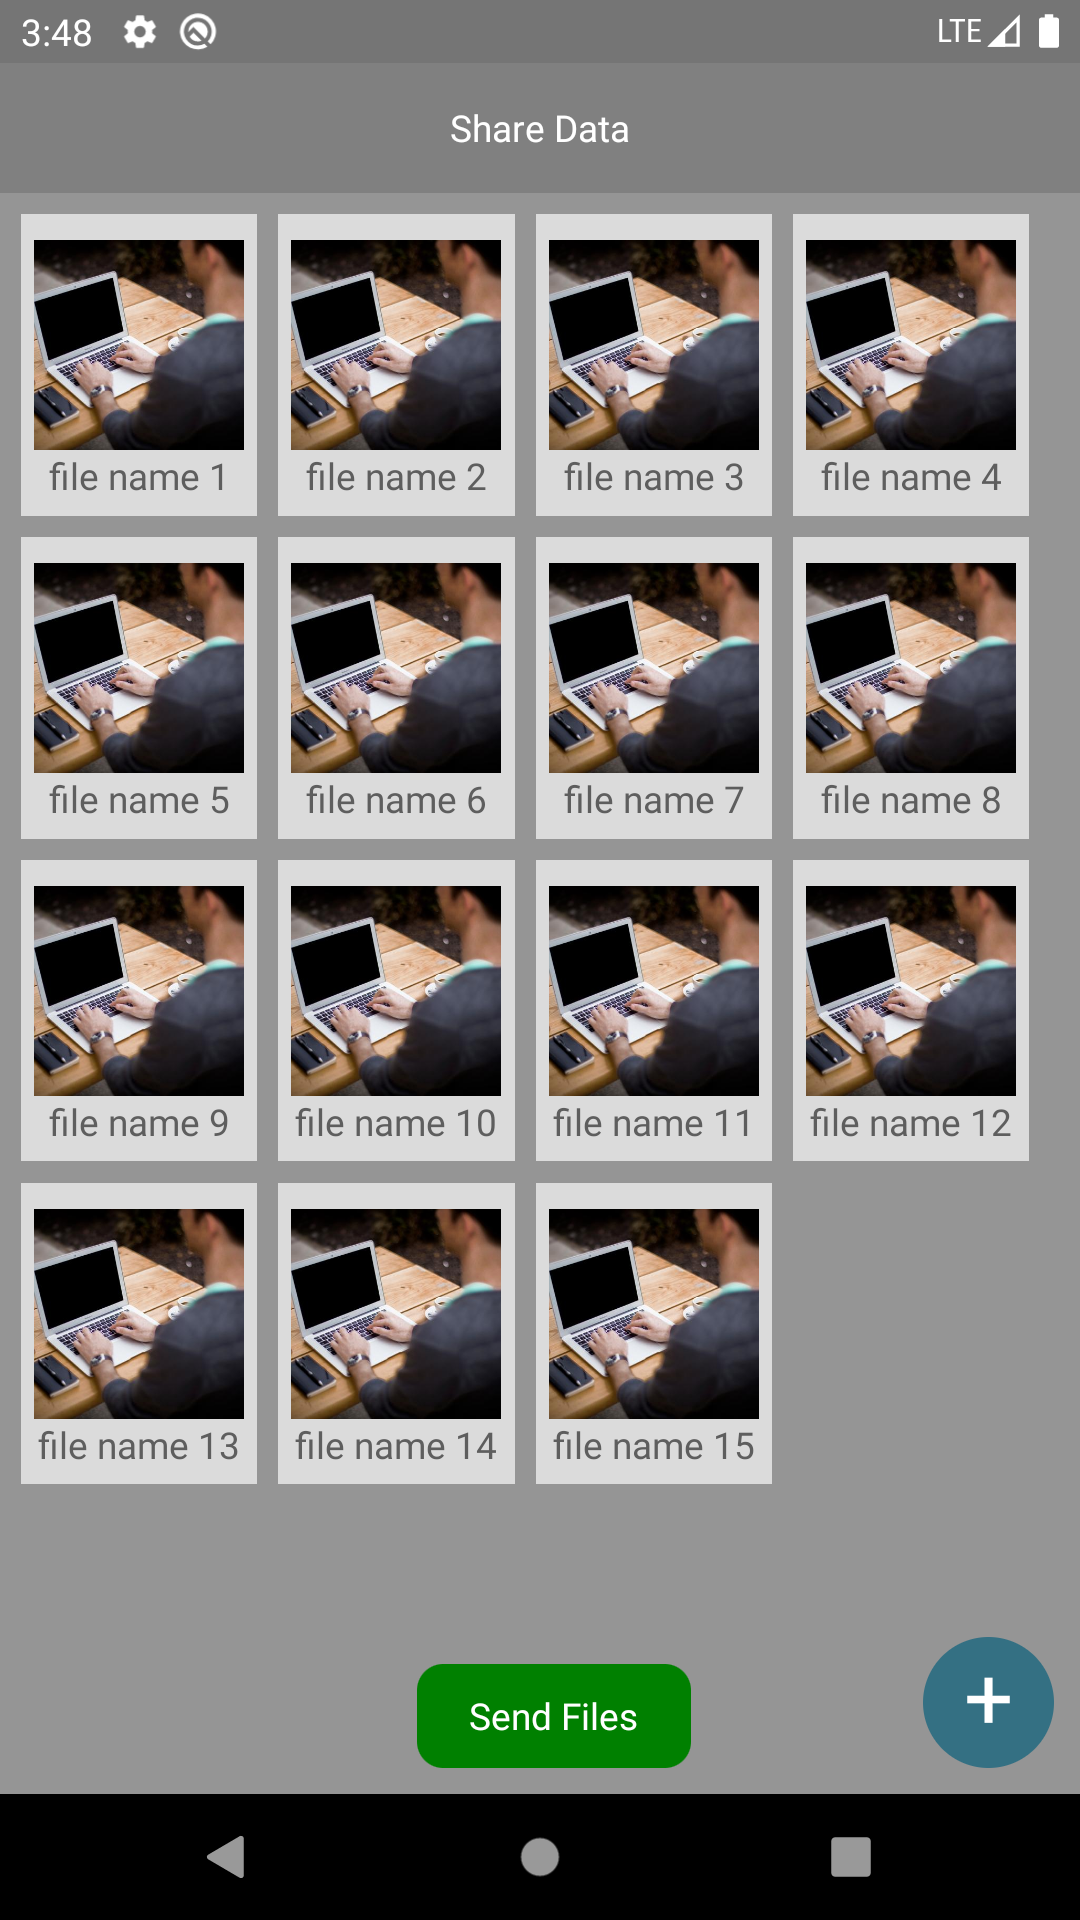 3:48 LTE
Share Data
file name 1 file name 2 file name 3 file name 4
file name 5 file name 6 file name 7 file name 8
file name 9 file name 10 file name 11 file name 12
file name 13 file name 14 file name 15
Send Files
+